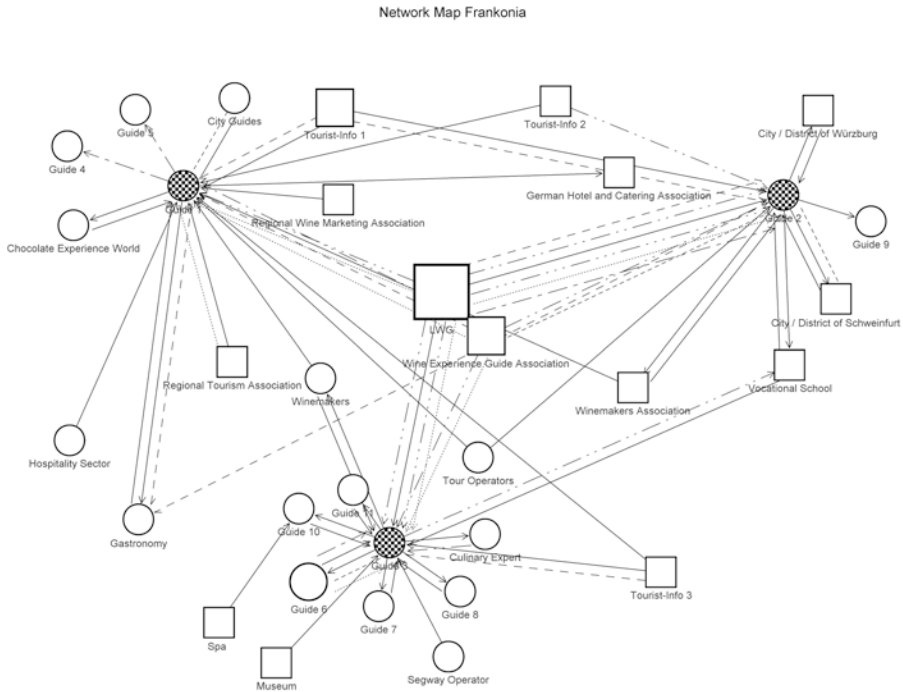 Network Map Frankonia
City Guides
Guide 5
Tourist-Info 1
Tourist-Info 2
City / District of Würzburg
Guide 4
Guide 1
German Hotel and Catering Association
Regional Wine Marketing Association
Guide 2
Chocolate Experience World
Guide 9
LWG
City / District of Schweinfurt
Wine Experience Guide Association
Regional Tourism Association
Vocational School
Winemakers
Winemakers Association
Hospitality Sector
Tour Operators
Guide 11
Guide 10
Gastronomy
Culinary Expert
Guide 3
Tourist-Info 3
Guide 6
Guide 8
Guide 7
Spa
Museum
Segway Operator